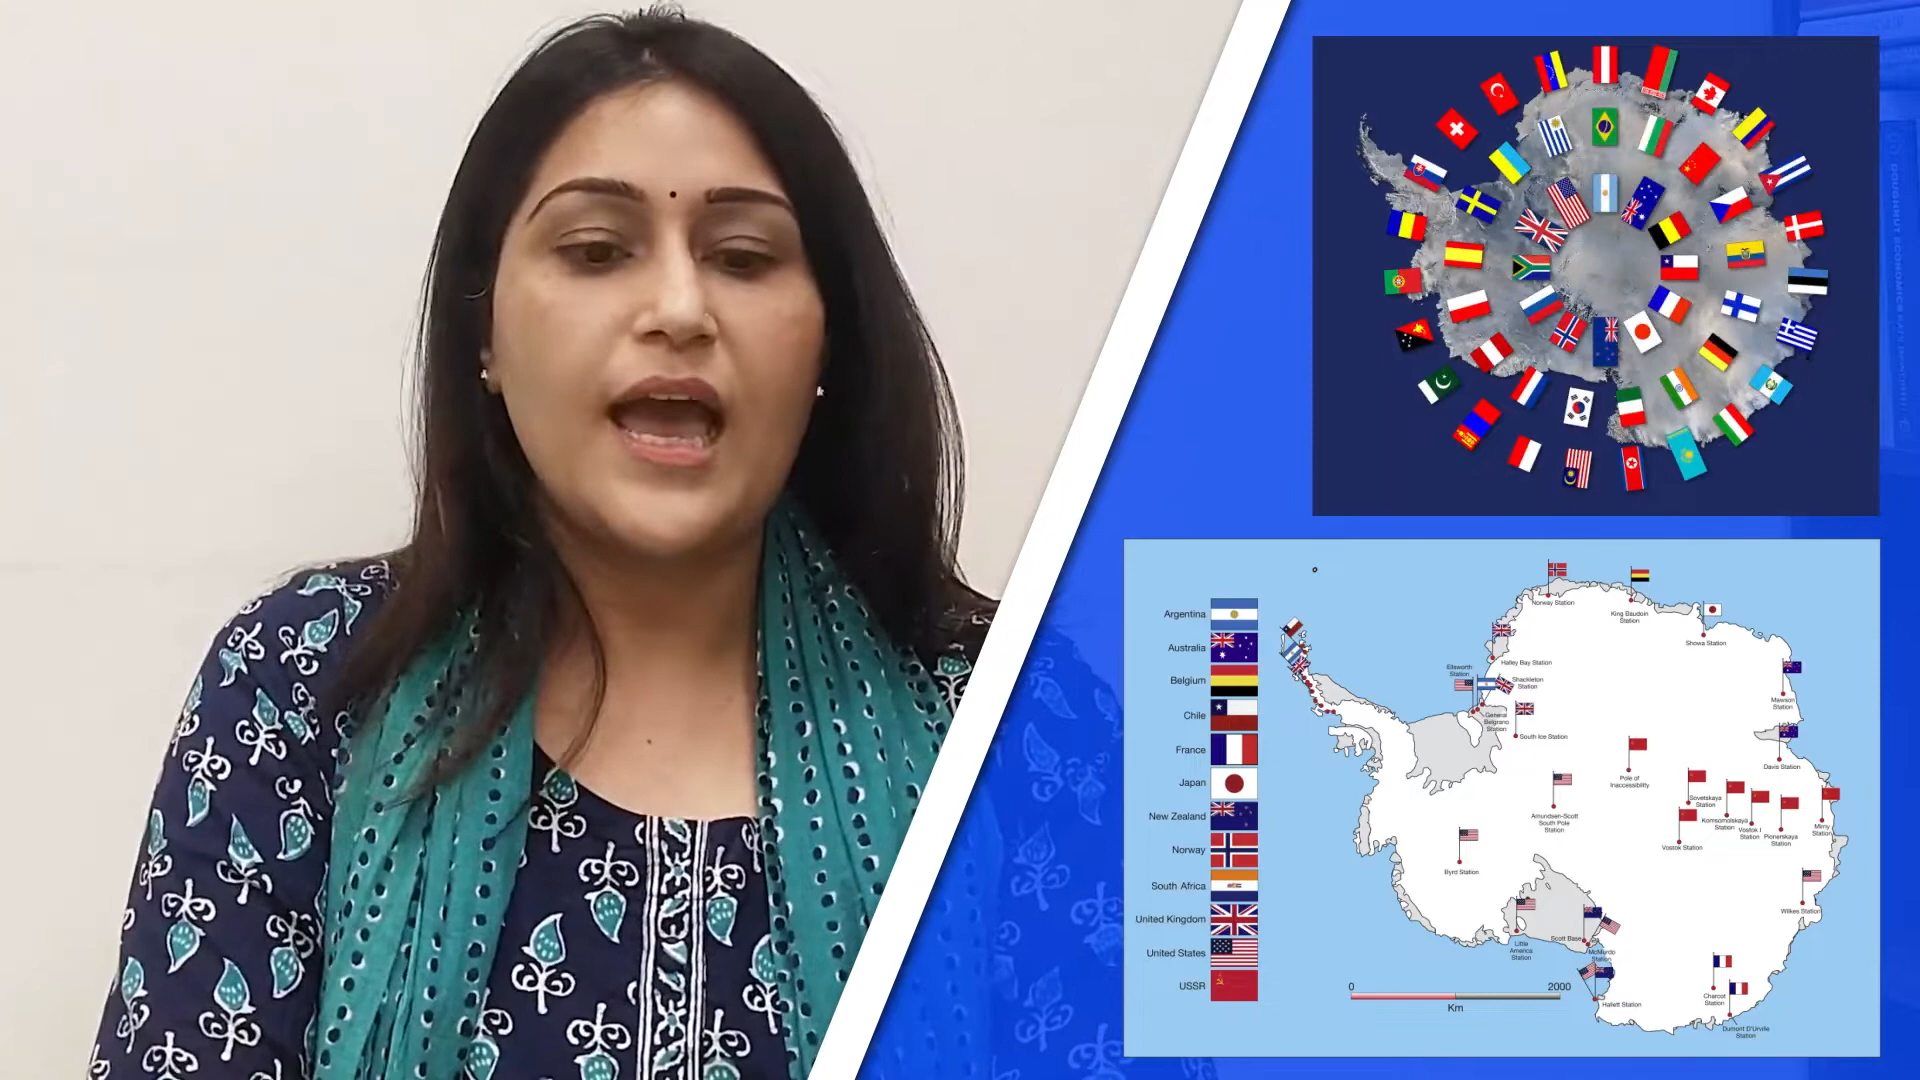 Argentina
Australia
Belgium
Chile
France
Japan
New Zealand
Norway
South Africa
United Kingdom
United States
USSR
Norway Station
King Baudoin
Station
Showa Station
Halley Bay Station
Ellsworth
Station
Shackleton
Station
General
Belgrano
Station
South Ice Station
Mawson
Station
Davis Station
Pole of
Inaccessibility
Sovetskaya
Station
Komsomolskaya
Station
Vostok I
Station
Pionerskaya
Station
Mirny
Station
Vostok Station
Amundsen-Scott
South Pole
Station
Byrd Station
Wilkes Station
Little
America
Station
Scott Base
McMurdo
Station
Hallett Station
Charcot
Station
Dumont D'Urville
Station
0 2000
Km